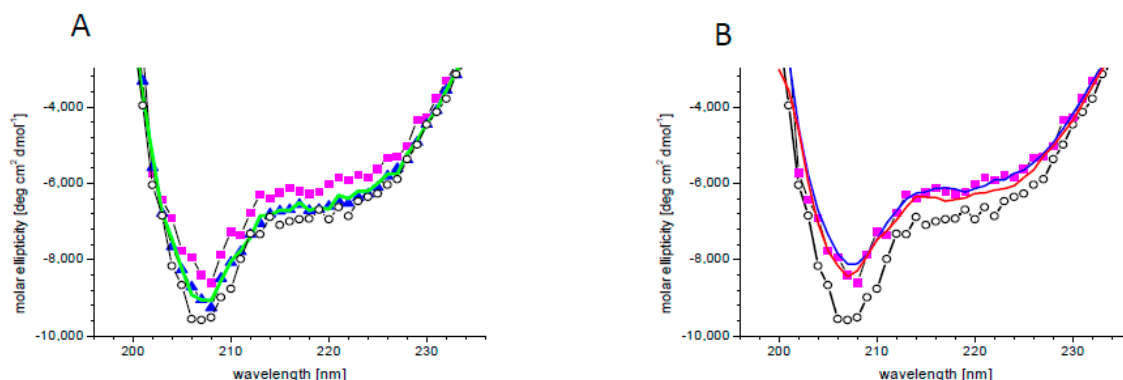 A
B
molar ellipticity [deg cm² dmol⁻¹]
-4,000
-6,000
-8,000
-10,000
200
210
220
230
wavelength [nm]
molar ellipticity [deg cm² dmol⁻¹]
-4,000
-6,000
-8,000
-10,000
200
210
220
230
wavelength [nm]